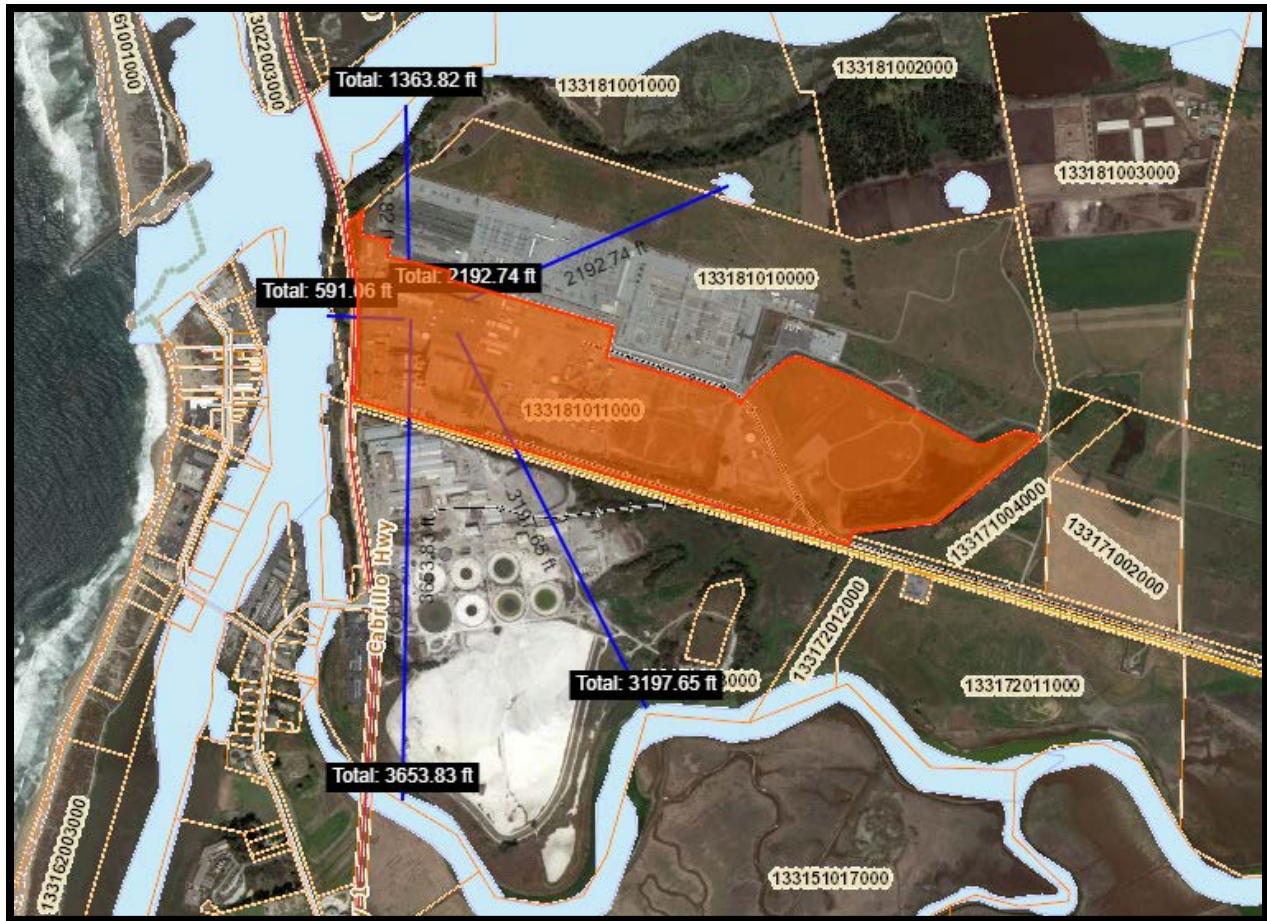 61001000
3022003000
Total: 1363.82 ft
133181001000
133181002000
133181003000
2192.74 ft
Total: 2192.74 ft
133181010000
Total: 591.06 ft
133181011000
3197.65 ft
3653.83 ft
Cabrillo Hwy
133171004000
133171002000
133172012000
Total: 3197.65 ft
133172011000
Total: 3653.83 ft
133162003000
133151017000